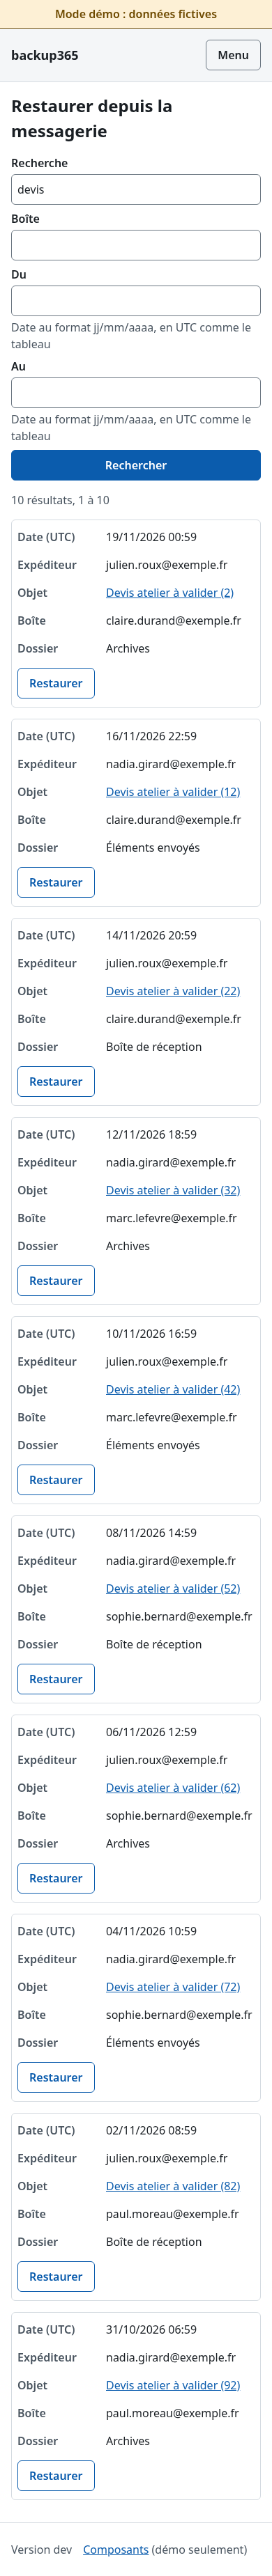 Mode démo : données fictives
backup365
Menu
Restaurer depuis la
messagerie
Recherche
devis
Boîte
Du
Date au format jj/mm/aaaa, en UTC comme le
tableau
Au
Date au format jj/mm/aaaa, en UTC comme le
tableau
Rechercher
10 résultats, 1 à 10
Date (UTC) 19/11/2026 00:59
Expéditeur julien.roux@exemple.fr
Objet Devis atelier à valider (2)
Boîte claire.durand@exemple.fr
Dossier Archives
Restaurer
Date (UTC) 16/11/2026 22:59
Expéditeur nadia.girard@exemple.fr
Objet Devis atelier à valider (12)
Boîte claire.durand@exemple.fr
Dossier Éléments envoyés
Restaurer
Date (UTC) 14/11/2026 20:59
Expéditeur julien.roux@exemple.fr
Objet Devis atelier à valider (22)
Boîte claire.durand@exemple.fr
Dossier Boîte de réception
Restaurer
Date (UTC) 12/11/2026 18:59
Expéditeur nadia.girard@exemple.fr
Objet Devis atelier à valider (32)
Boîte marc.lefevre@exemple.fr
Dossier Archives
Restaurer
Date (UTC) 10/11/2026 16:59
Expéditeur julien.roux@exemple.fr
Objet Devis atelier à valider (42)
Boîte marc.lefevre@exemple.fr
Dossier Éléments envoyés
Restaurer
Date (UTC) 08/11/2026 14:59
Expéditeur nadia.girard@exemple.fr
Objet Devis atelier à valider (52)
Boîte sophie.bernard@exemple.fr
Dossier Boîte de réception
Restaurer
Date (UTC) 06/11/2026 12:59
Expéditeur julien.roux@exemple.fr
Objet Devis atelier à valider (62)
Boîte sophie.bernard@exemple.fr
Dossier Archives
Restaurer
Date (UTC) 04/11/2026 10:59
Expéditeur nadia.girard@exemple.fr
Objet Devis atelier à valider (72)
Boîte sophie.bernard@exemple.fr
Dossier Éléments envoyés
Restaurer
Date (UTC) 02/11/2026 08:59
Expéditeur julien.roux@exemple.fr
Objet Devis atelier à valider (82)
Boîte paul.moreau@exemple.fr
Dossier Boîte de réception
Restaurer
Date (UTC) 31/10/2026 06:59
Expéditeur nadia.girard@exemple.fr
Objet Devis atelier à valider (92)
Boîte paul.moreau@exemple.fr
Dossier Archives
Restaurer
Version dev Composants (démo seulement)